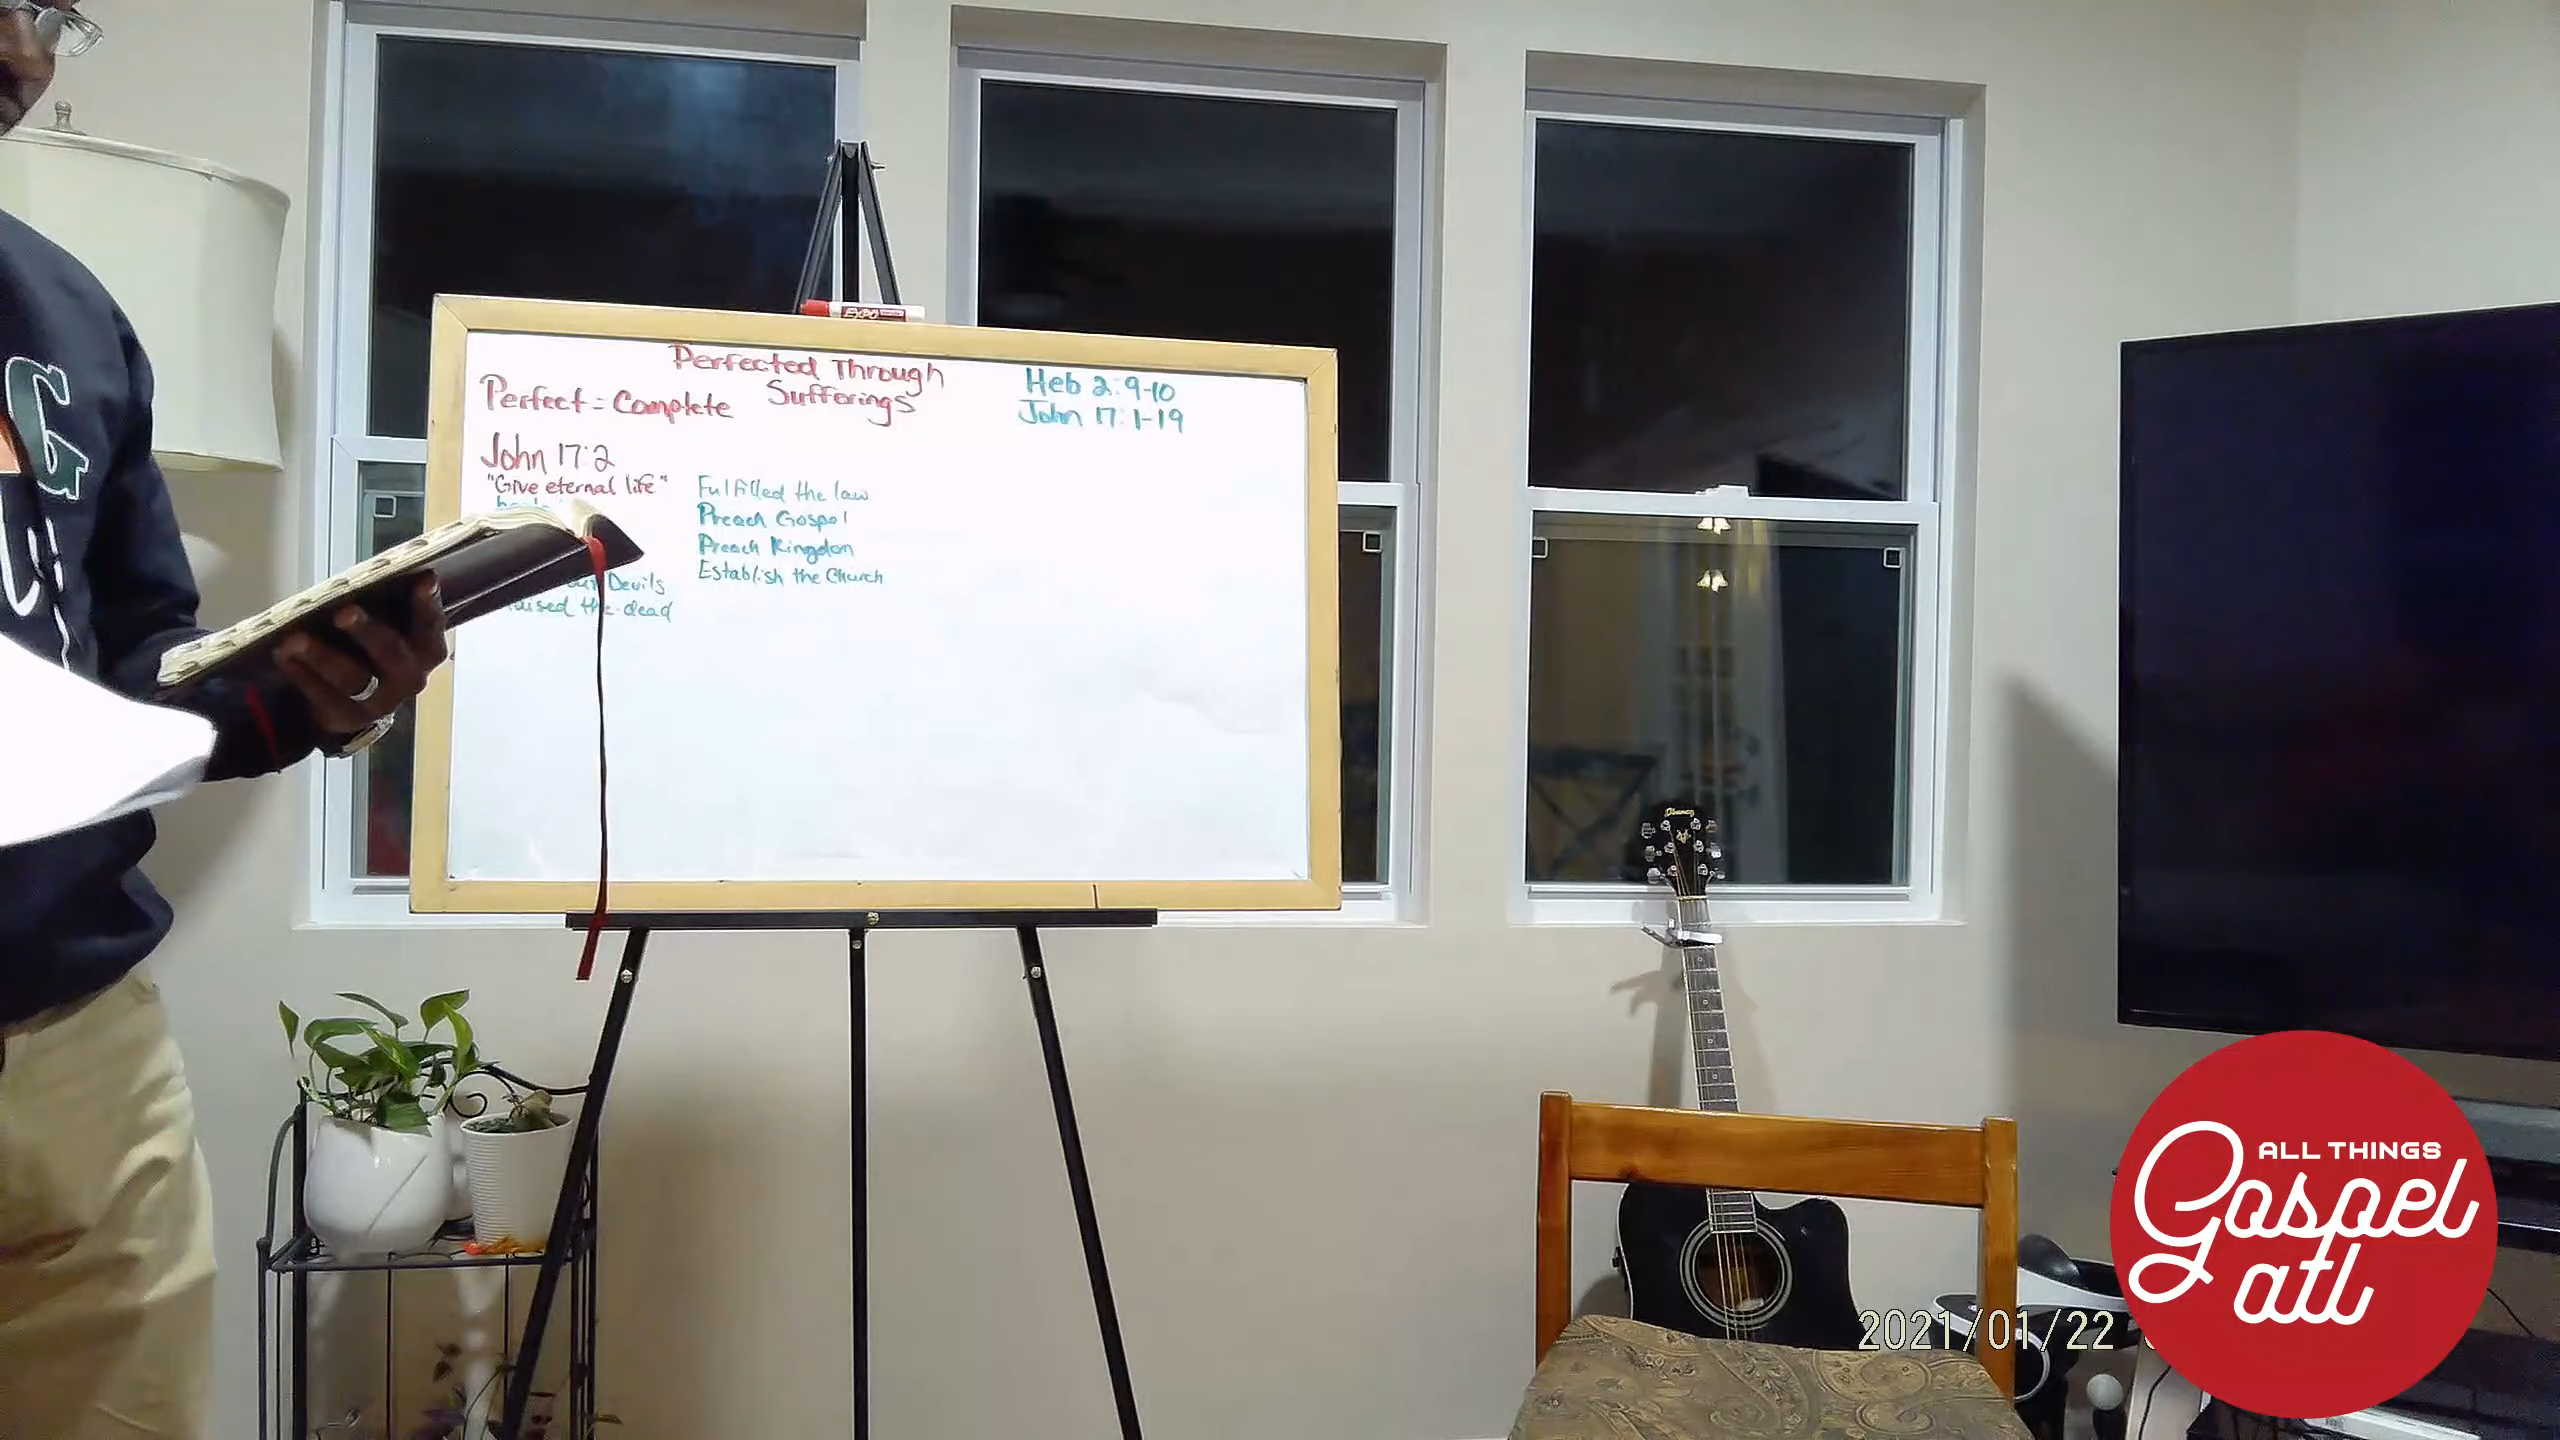 EXPO
Perfected Through
Sufferings
Perfect = Complete
Heb 2:9-10
John 17:1-19
John 17:2
"Give eternal life"
Devils
the dead
Fulfilled the law
Preach Gospel
Preach Kingdon
Establish the Church
G
Ibanez
ALL THINGS
Gospel
atl
2021/01/22